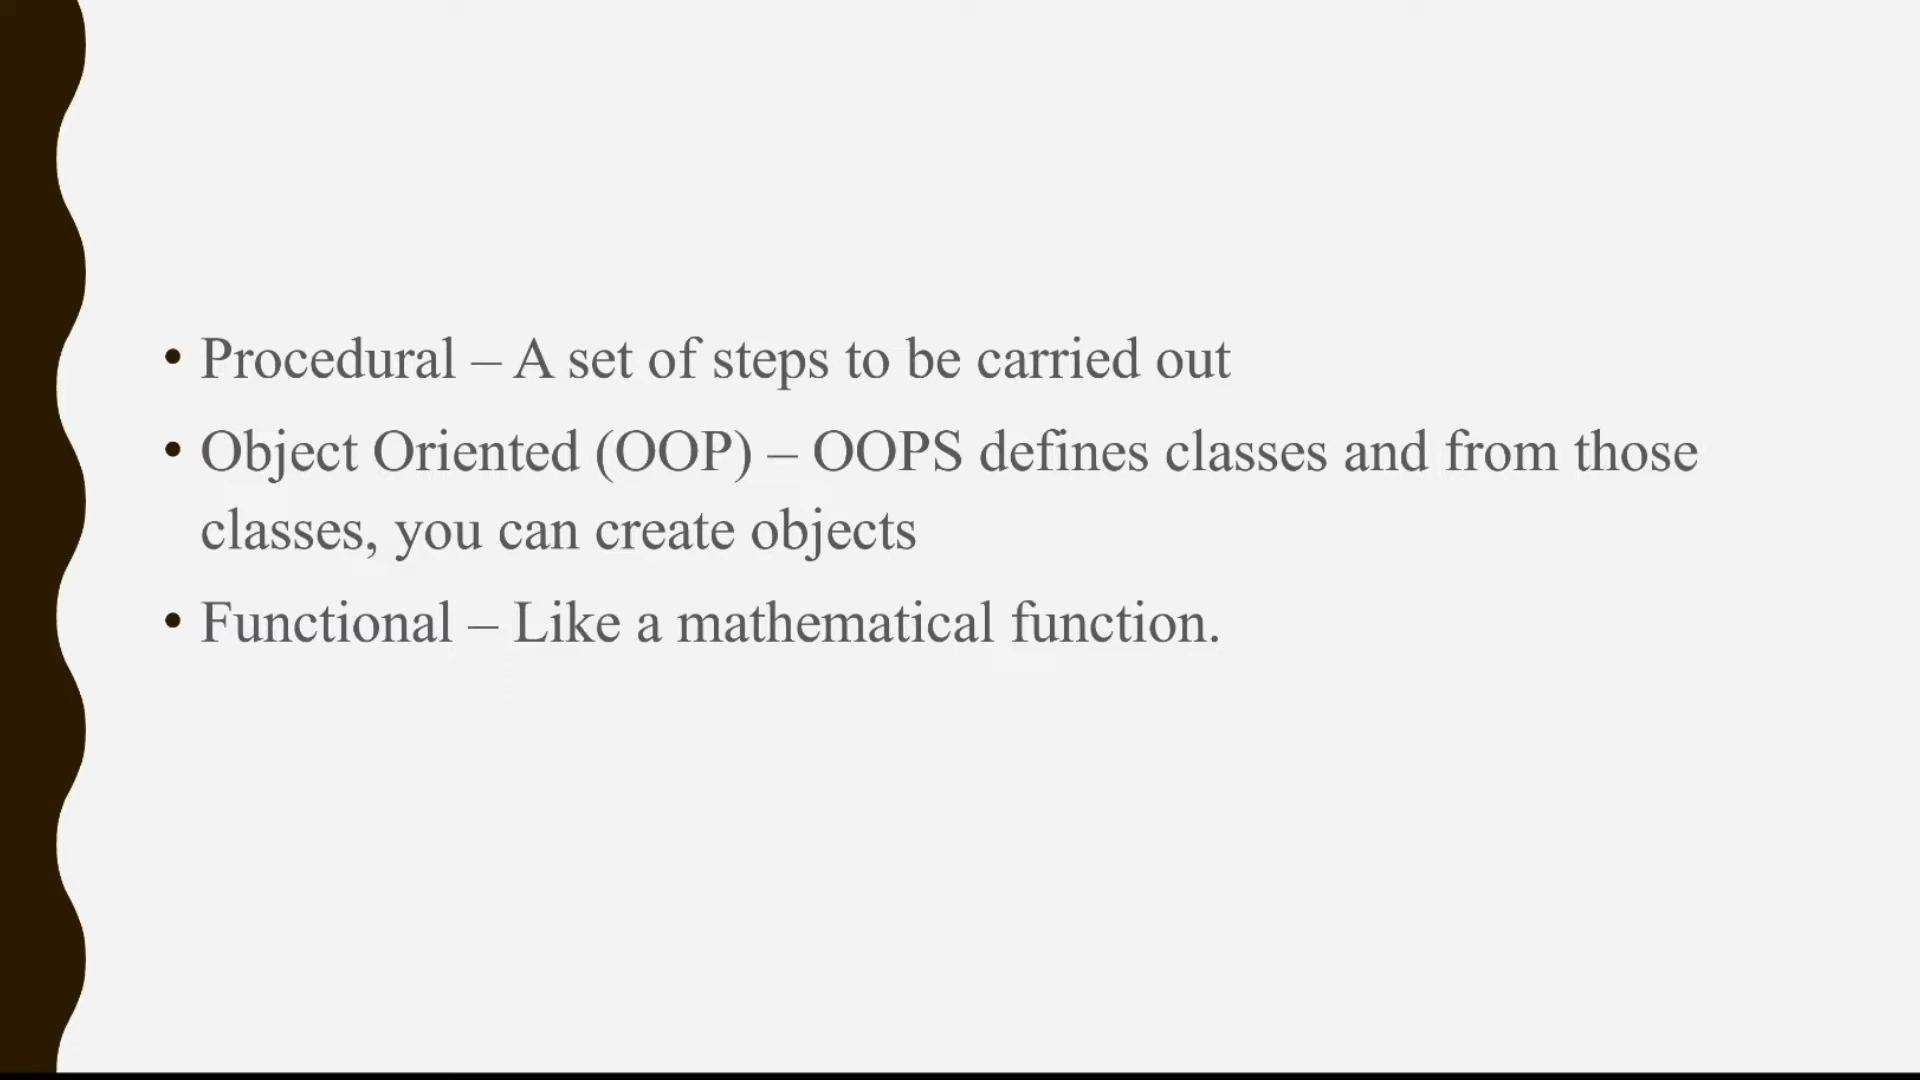 • Procedural – A set of steps to be carried out
• Object Oriented (OOP) – OOPS defines classes and from those
classes, you can create objects
• Functional – Like a mathematical function.